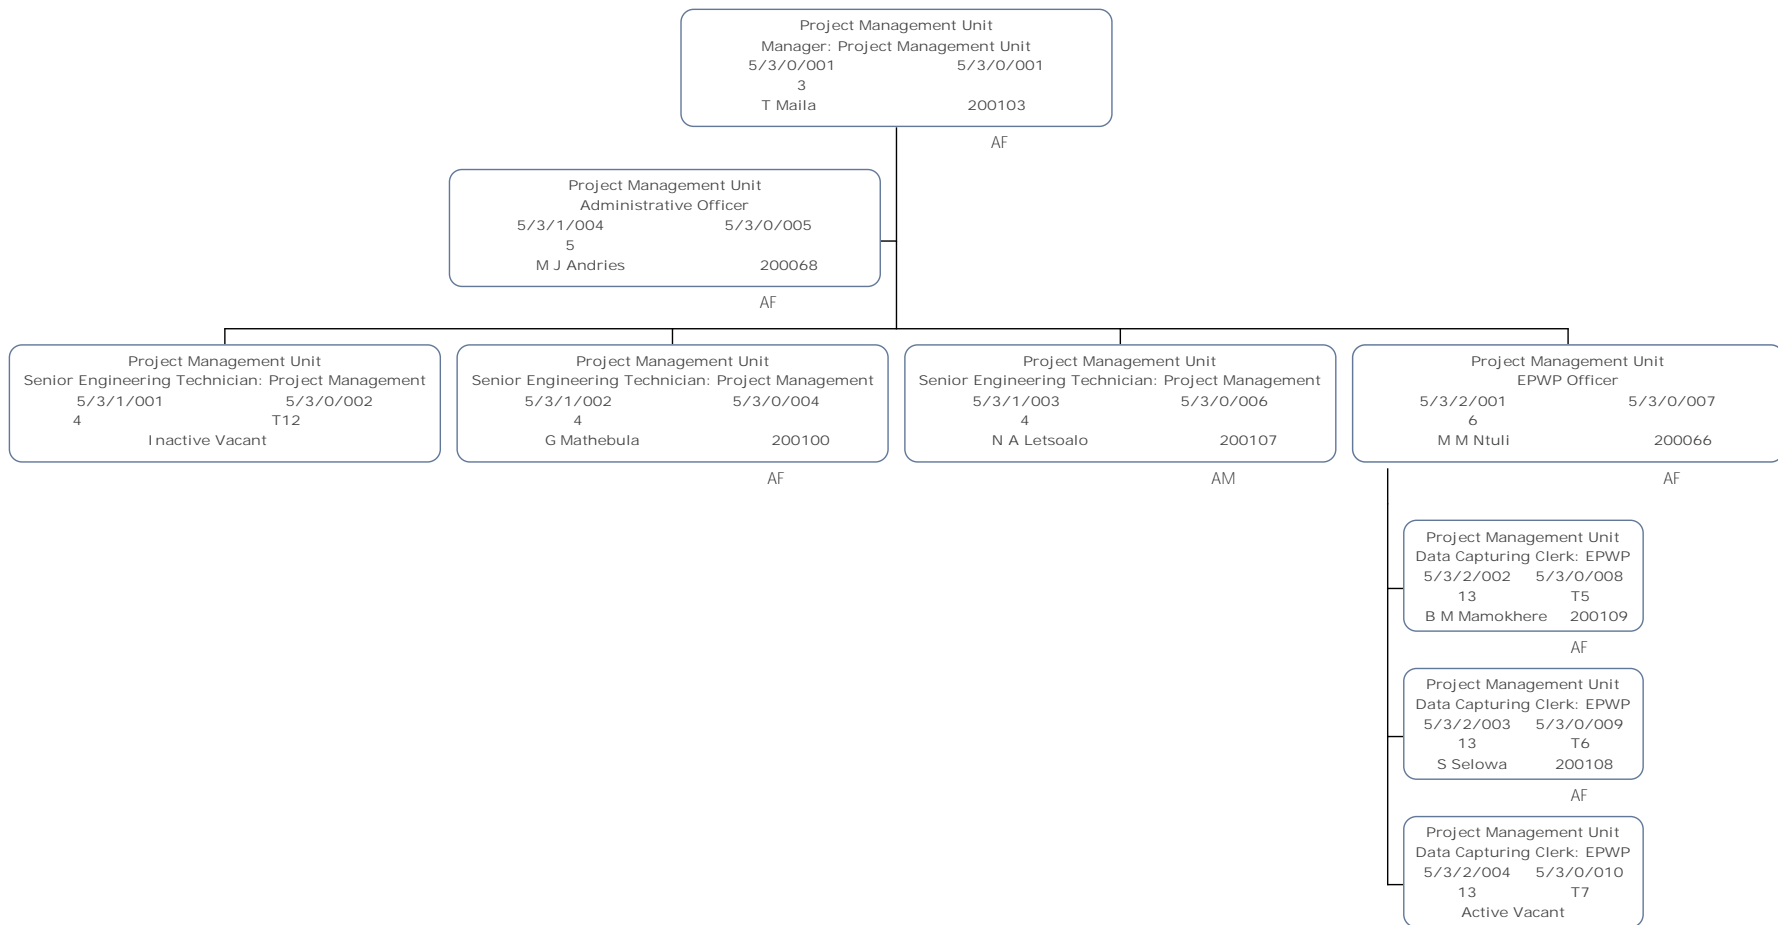 Project Management Unit
Manager: Project Management Unit
5/3/0/001 5/3/0/001
3
T Maila 200103
AF
Project Management Unit
Administrative Officer
5/3/1/004 5/3/0/005
5
M J Andries 200068
AF
Project Management Unit
Senior Engineering Technician: Project Management
5/3/1/001 5/3/0/002
4 T12
Inactive Vacant
Project Management Unit
Senior Engineering Technician: Project Management
5/3/1/002 5/3/0/004
4
G Mathebula 200100
AF
Project Management Unit
Senior Engineering Technician: Project Management
5/3/1/003 5/3/0/006
4
N A Letsoalo 200107
AM
Project Management Unit
EPWP Officer
5/3/2/001 5/3/0/007
6
M M Ntuli 200066
AF
Project Management Unit
Data Capturing Clerk: EPWP
5/3/2/002 5/3/0/008
13 T5
B M Mamokhere 200109
AF
Project Management Unit
Data Capturing Clerk: EPWP
5/3/2/003 5/3/0/009
13 T6
S Selowa 200108
AF
Project Management Unit
Data Capturing Clerk: EPWP
5/3/2/004 5/3/0/010
13 T7
Active Vacant